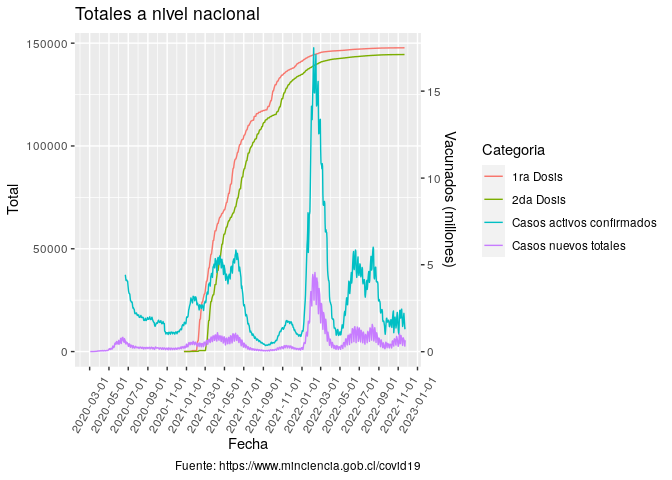 Totales a nivel nacional
150000
100000
50000
0
Total
15
10
5
0
Vacunados (millones)
2020-03-01
2020-05-01
2020-07-01
2020-09-01
2020-11-01
2021-01-01
2021-03-01
2021-05-01
2021-07-01
2021-09-01
2021-11-01
2022-01-01
2022-03-01
2022-05-01
2022-07-01
2022-09-01
2022-11-01
2023-01-01
Fecha
Categoria
1ra Dosis
2da Dosis
Casos activos confirmados
Casos nuevos totales
Fuente: https://www.minciencia.gob.cl/covid19